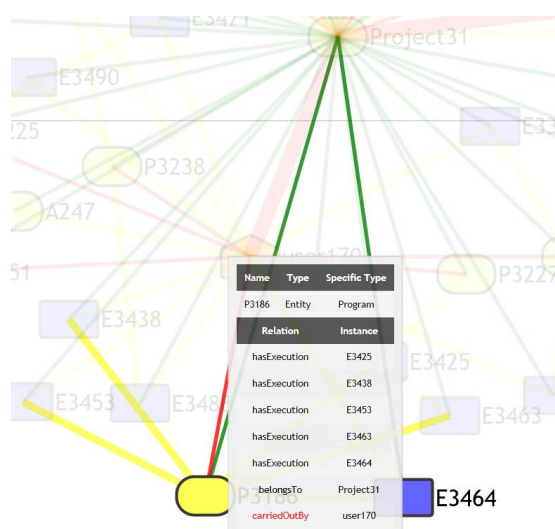 E3471
Project31
E3490
225
E33
P3238
A247
user170
51
P3227
Name Type Specific Type
P3186 Entity Program
Relation Instance
hasExecution E3425
hasExecution E3438
hasExecution E3453
hasExecution E3463
hasExecution E3464
belongsTo Project31
carriedOutBy user170
E3438
E3425
E3453
E348
E3463
P3186
E3464